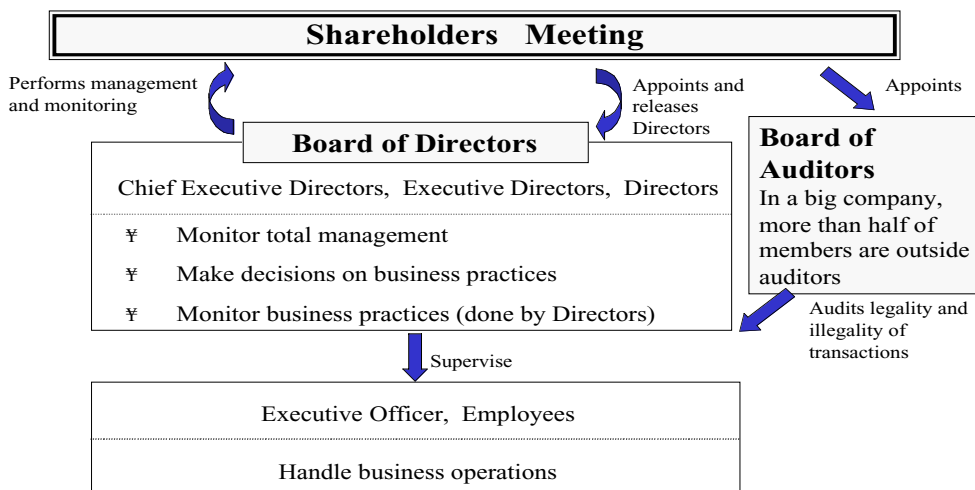 Shareholders Meeting
Performs management
and monitoring
Appoints and
releases
Directors
Appoints
Board of Directors
Chief Executive Directors, Executive Directors, Directors
¥ Monitor total management
¥ Make decisions on business practices
¥ Monitor business practices (done by Directors)
Board of
Auditors
In a big company,
more than half of
members are outside
auditors
Audits legality and
illegality of
transactions
Supervise
Executive Officer, Employees
Handle business operations